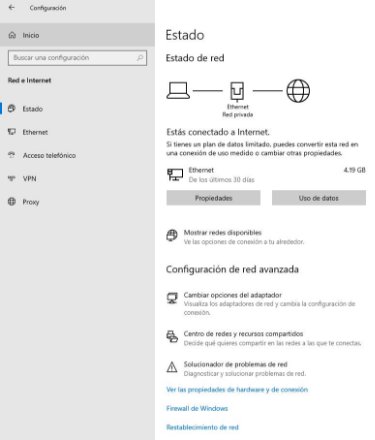 Configuración
Inicio
Buscar una configuración
Red e Internet
Estado
Ethernet
Acceso telefónico
VPN
Proxy
Estado
Estado de red
Ethernet
Red privada
Estás conectado a Internet.
Si tienes un plan de datos limitado, puedes convertir esta red en
una conexión de uso medido o cambiar otras propiedades.
Ethernet 4.19 GB
De los últimos 30 días
Propiedades Uso de datos
Mostrar redes disponibles
Ve las opciones de conexión a tu alrededor.
Configuración de red avanzada
Cambiar opciones del adaptador
Visualiza los adaptadores de red y cambia la configuración de
conexión.
Centro de redes y recursos compartidos
Decide qué quieres compartir en las redes a las que te conectas.
Solucionador de problemas de red
Diagnosticar y solucionar problemas de red.
Ver las propiedades de hardware y de conexión
Firewall de Windows
Restablecimiento de red